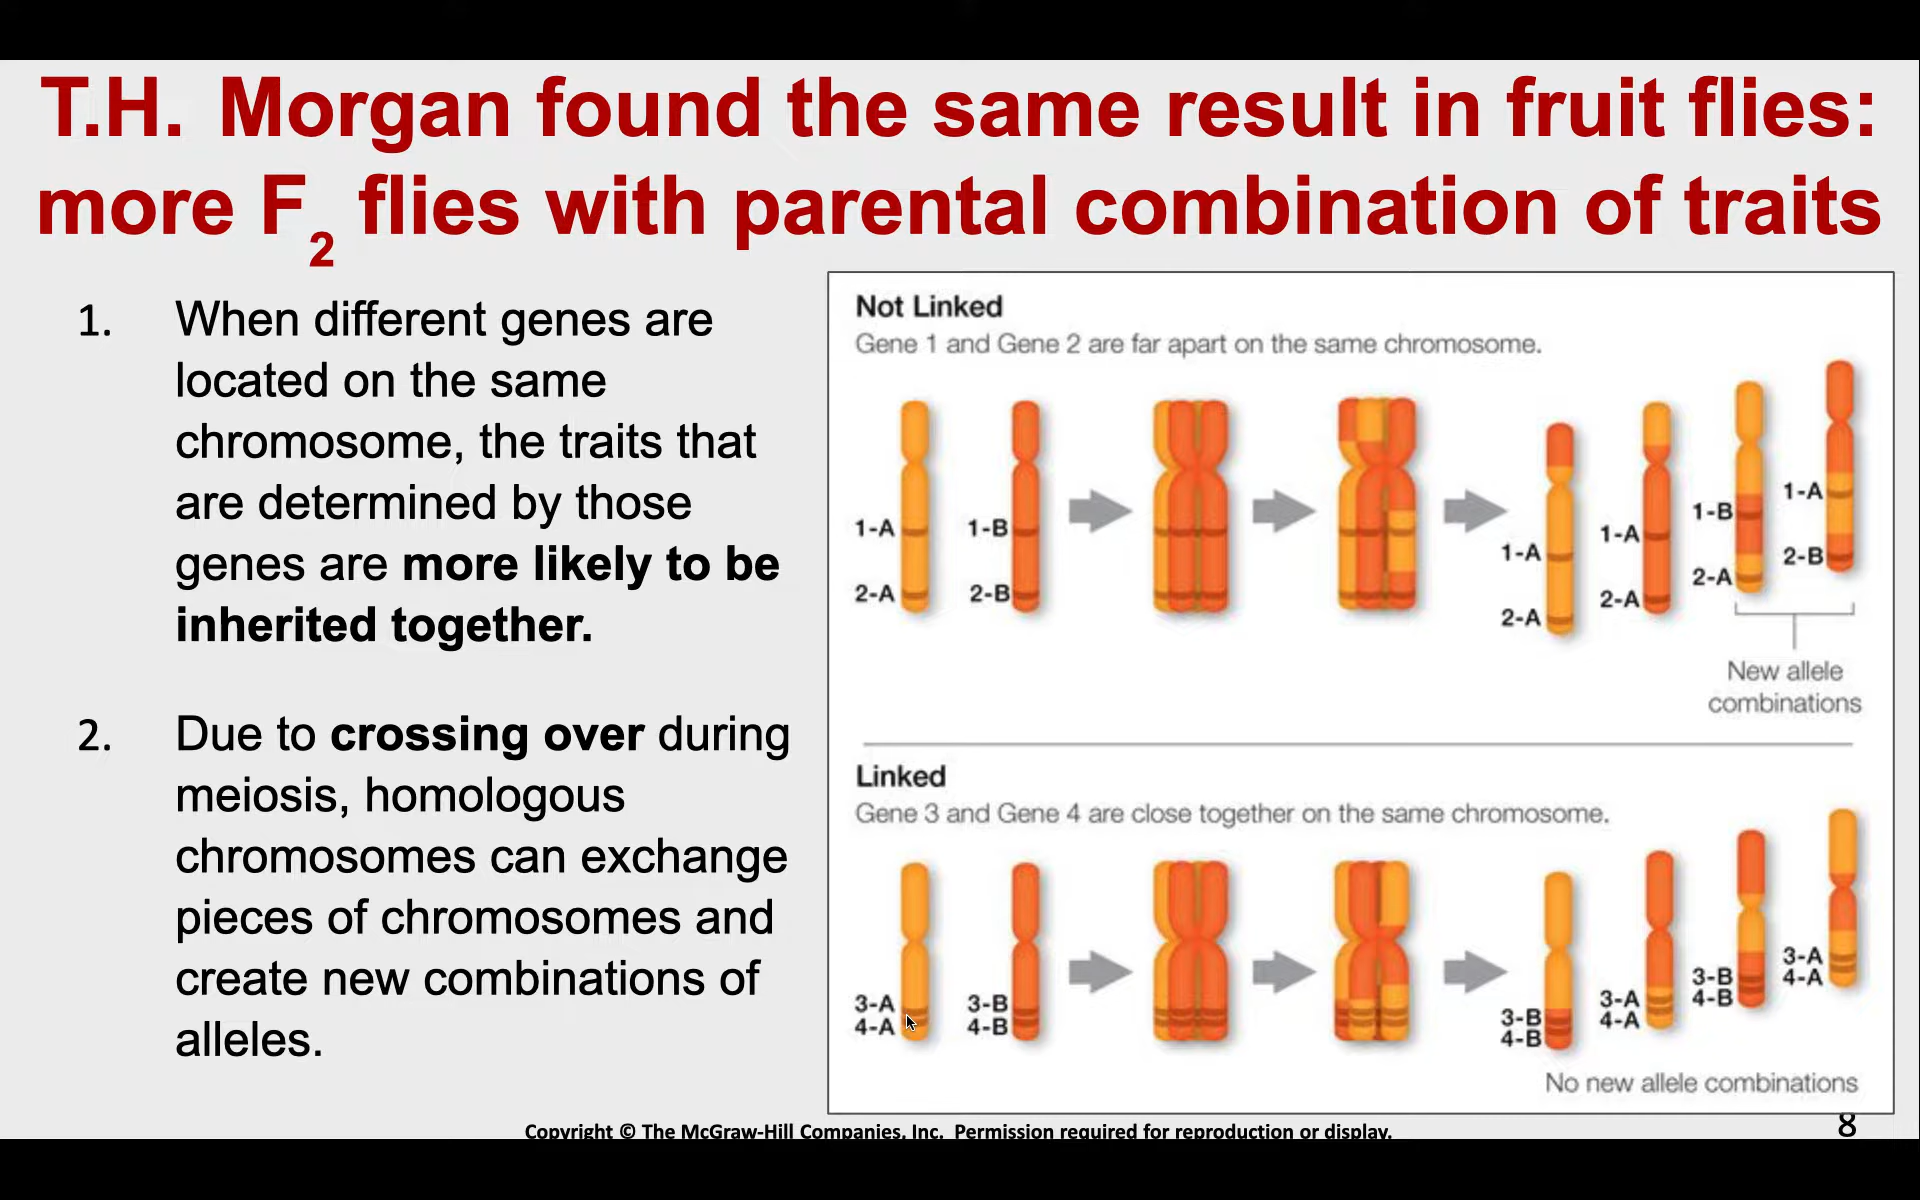 T.H. Morgan found the same result in fruit flies:
more F2 flies with parental combination of traits
1. When different genes are
located on the same
chromosome, the traits that
are determined by those
genes are more likely to be
inherited together.
2. Due to crossing over during
meiosis, homologous
chromosomes can exchange
pieces of chromosomes and
create new combinations of
alleles.
Not Linked
Gene 1 and Gene 2 are far apart on the same chromosome.
1-A
2-A
1-B
2-B
1-A
2-A
1-A
2-A
1-B
2-A
1-A
2-B
New allele
combinations
Linked
Gene 3 and Gene 4 are close together on the same chromosome.
3-A
4-A
3-B
4-B
3-B
4-B
3-A
4-A
3-B
4-B
3-A
4-A
No new allele combinations
Copyright © The McGraw-Hill Companies, Inc. Permission required for reproduction or display.
8